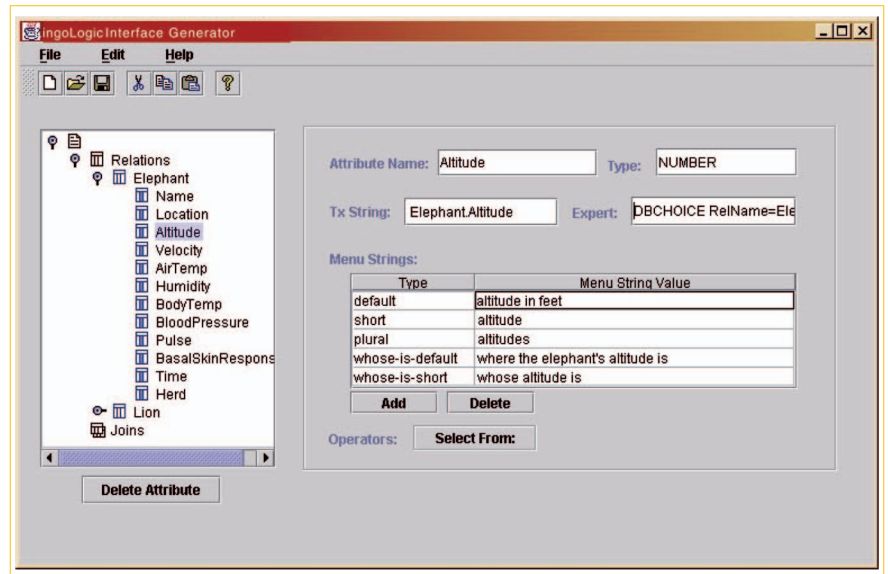 ingoLogic Interface Generator
File Edit Help
Relations
Elephant
Name
Location
Altitude
Velocity
AirTemp
Humidity
BodyTemp
BloodPressure
Pulse
BasalSkinRespons
Time
Herd
Lion
Joins
Delete Attribute
Attribute Name: Altitude Type: NUMBER
Tx String: Elephant.Altitude Expert: DBCHOICE RelName=Ele
Menu Strings:
Type Menu String Value
default altitude in feet
short altitude
plural altitudes
whose-is-default where the elephant's altitude is
whose-is-short whose altitude is
Add Delete
Operators: Select From: